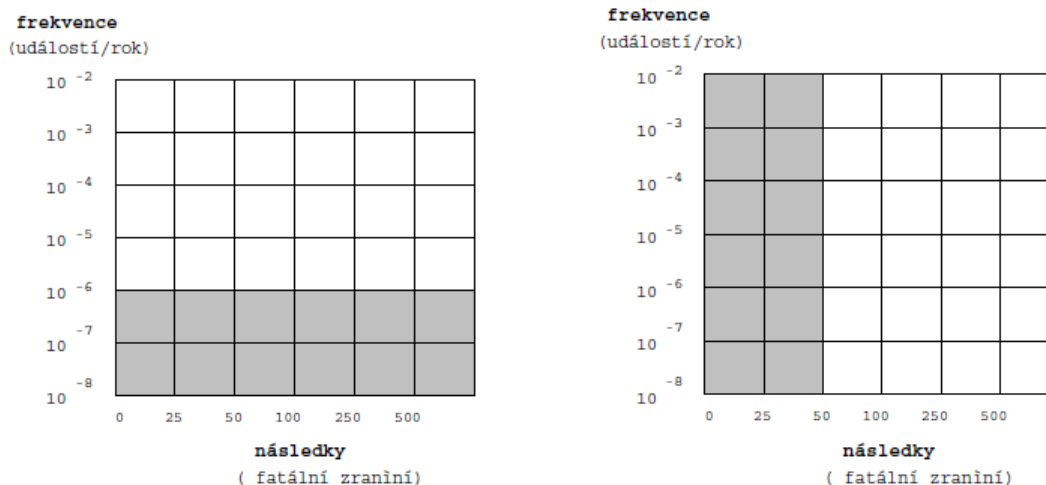 frekvence
(událostí/rok)
10 -2
10 -3
10 -4
10 -5
10 -6
10 -7
10 -8
0 25 50 100 250 500
následky
( fatální zranìní)
frekvence
(událostí/rok)
10 -2
10 -3
10 -4
10 -5
10 -6
10 -7
10 -8
0 25 50 100 250 500
následky
( fatální zranìní)